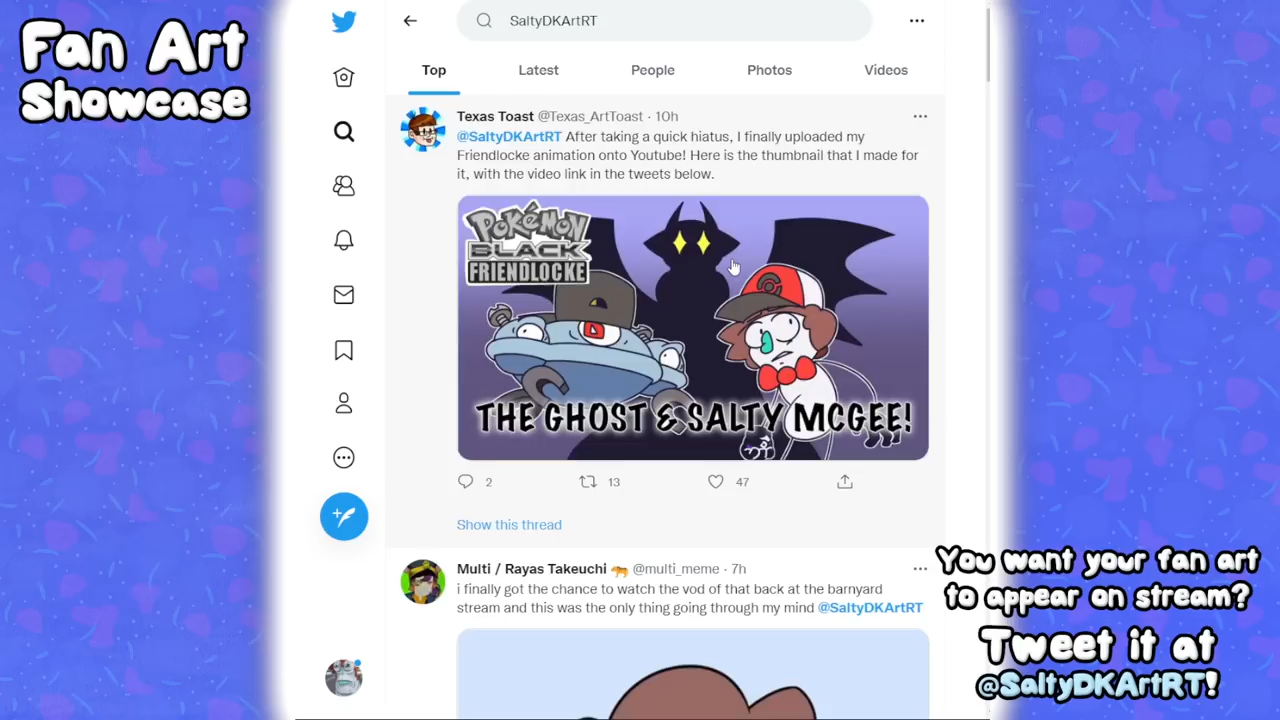 Fan Art
Showcase
SaltyDKArtRT
Top
Latest
People
Photos
Videos
Texas Toast @Texas_ArtToast · 10h
@SaltyDKArtRT After taking a quick hiatus, I finally uploaded my
Friendlocke animation onto Youtube! Here is the thumbnail that I made for
it, with the video link in the tweets below.
POKéMON
BLACK
FRIENDLOCKE
THE GHOST & SALTY MCGEE!
2
13
47
Show this thread
Multi / Rayas Takeuchi 🐅 @multi_meme · 7h
i finally got the chance to watch the vod of that back at the barnyard
stream and this was the only thing going through my mind @SaltyDKArtRT
You want your fan art
to appear on stream?
Tweet it at
@SaltyDKArtRT!